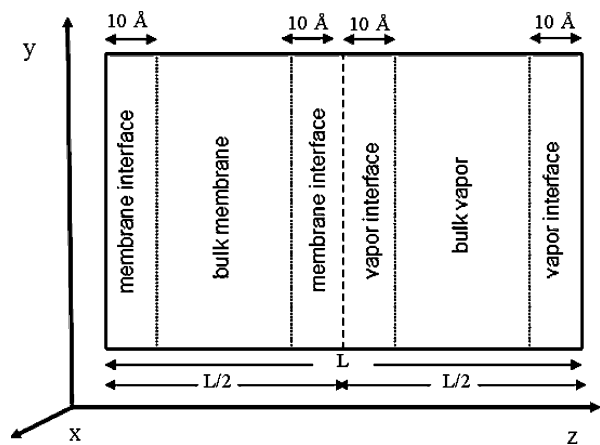 10 Å
10 Å
10 Å
10 Å
y
membrane interface
bulk membrane
membrane interface
vapor interface
bulk vapor
vapor interface
L
L/2
L/2
x
z